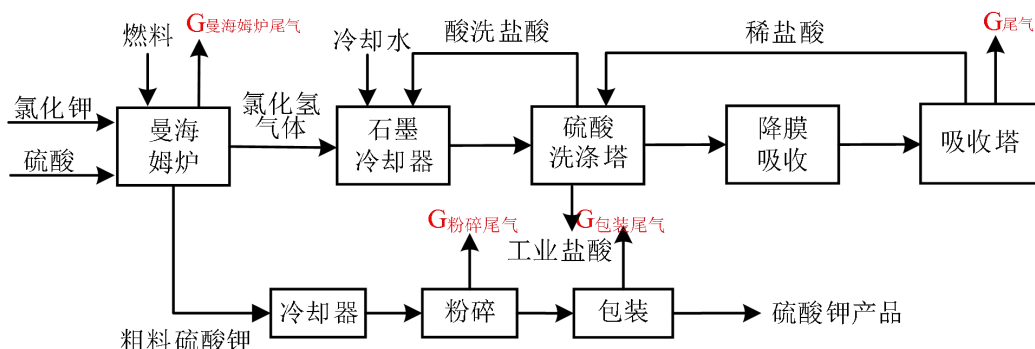 G曼海姆炉尾气
G尾气
燃料
冷却水
酸洗盐酸
稀盐酸
氯化钾
氯化氢
气体
曼海
姆炉
石墨
冷却器
硫酸
洗涤塔
降膜
吸收
吸收塔
硫酸
G粉碎尾气
G包装尾气
工业盐酸
冷却器
粉碎
包装
硫酸钾产品
粗料硫酸钾